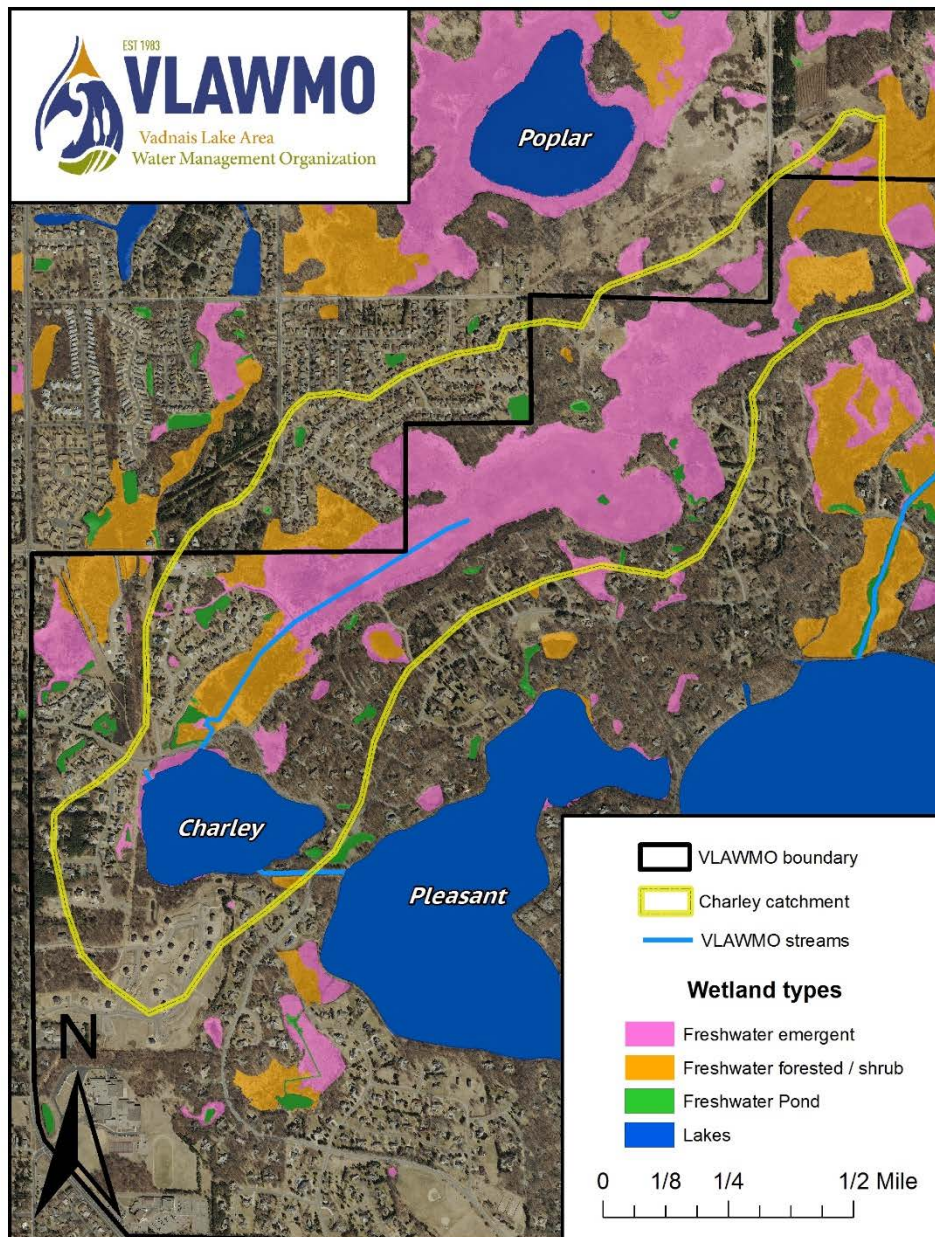 EST 1983
VLAWMO
Vadnais Lake Area
Water Management Organization
Poplar
Charley
Pleasant
VLAWMO boundary
Charley catchment
VLAWMO streams
Wetland types
Freshwater emergent
Freshwater forested / shrub
Freshwater Pond
Lakes
N
0 1/8 1/4 1/2 Mile